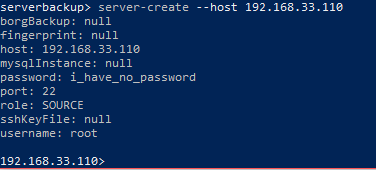 serverbackup> server-create --host 192.168.33.110
borgBackup: null
fingerprint: null
host: 192.168.33.110
mysqlInstance: null
password: i_have_no_password
port: 22
role: SOURCE
sshKeyFile: null
username: root
192.168.33.110>